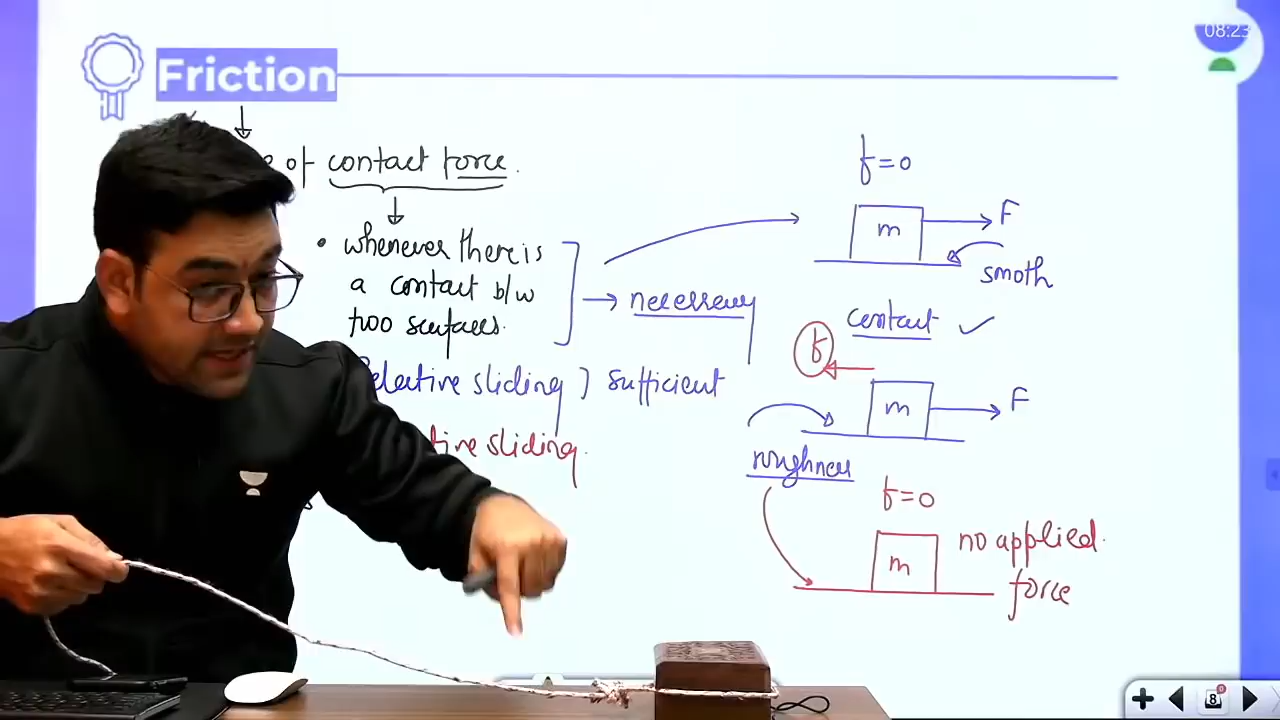 08:23
Friction
of contact force.
• whenever there is
a contact b/w
two surfaces.
necessary
Relative sliding } sufficient
tive sliding.
f=0
m
F
smoth
contact ✓
f
m
F
roughness
f=0
m
no applied
force
8